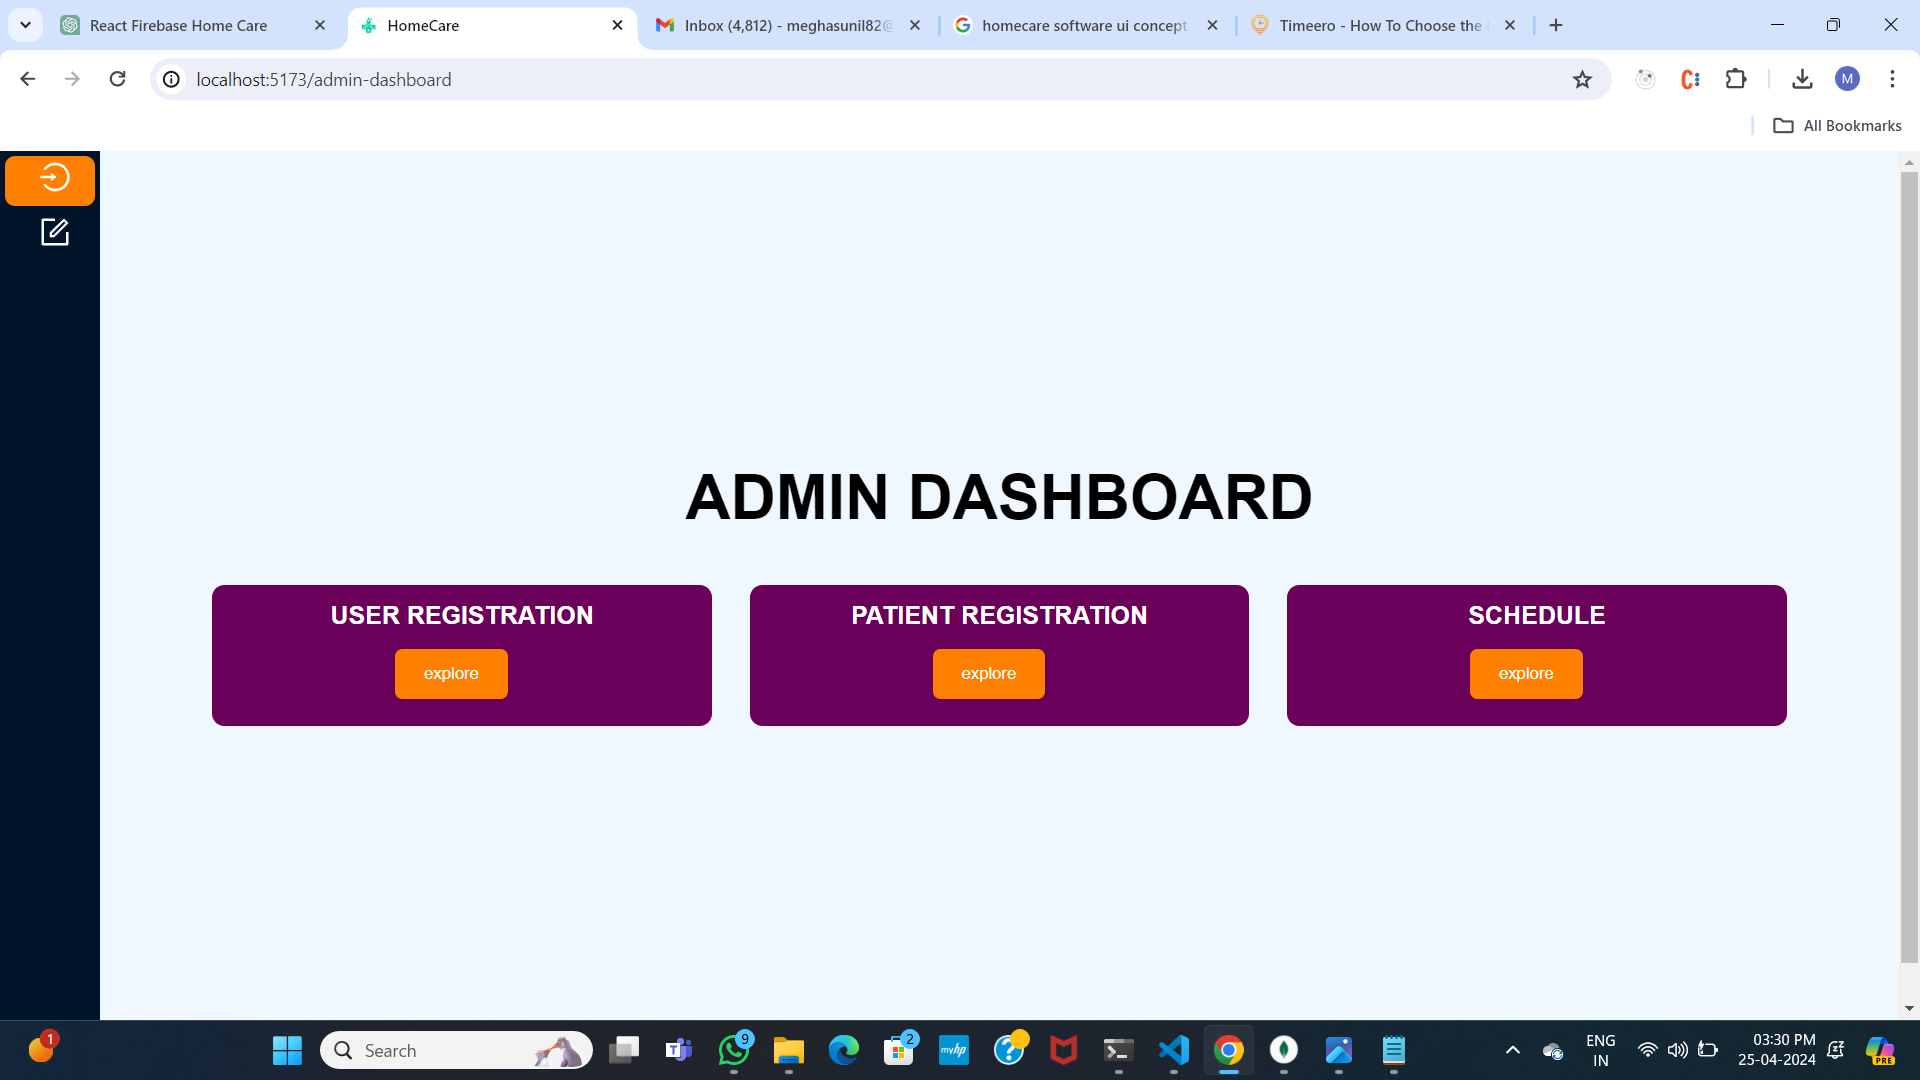 React Firebase Home Care
HomeCare
Inbox (4,812) - meghasunil82@
homecare software ui concept
Timeero - How To Choose the
localhost:5173/admin-dashboard
M
All Bookmarks
ADMIN DASHBOARD
USER REGISTRATION
PATIENT REGISTRATION
SCHEDULE
explore
explore
explore
1
Search
9
2
myhp
ENG
IN
03:30 PM
25-04-2024
PRE